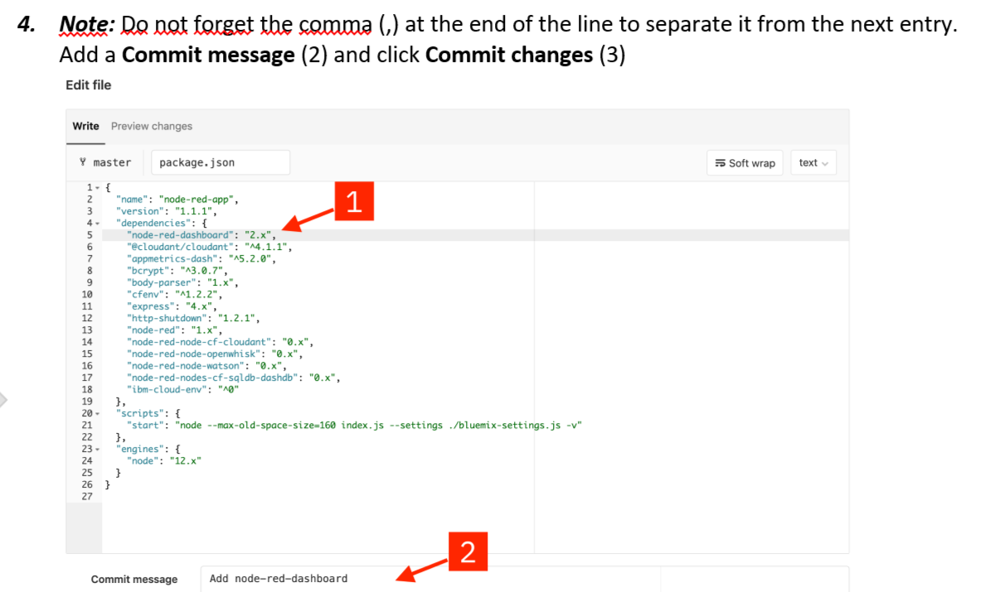 4. Note: Do not forget the comma (,) at the end of the line to separate it from the next entry.
Add a Commit message (2) and click Commit changes (3)
Edit file
Write Preview changes
master package.json Soft wrap text
1 {
2 "name": "node-red-app",
3 "version": "1.1.1",
4 "dependencies": {
5 "node-red-dashboard": "2.x",
6 "@cloudant/cloudant": "^4.1.1",
7 "appmetrics-dash": "^5.2.0",
8 "bcrypt": "^3.0.7",
9 "body-parser": "1.x",
10 "cfenv": "^1.2.2",
11 "express": "4.x",
12 "http-shutdown": "1.2.1",
13 "node-red": "1.x",
14 "node-red-node-cf-cloudant": "0.x",
15 "node-red-node-openwhisk": "0.x",
16 "node-red-node-watson": "0.x",
17 "node-red-nodes-cf-sqldb-dashdb": "0.x",
18 "ibm-cloud-env": "^0"
19 },
20 "scripts": {
21 "start": "node --max-old-space-size=160 index.js --settings ./bluemix-settings.js -v"
22 },
23 "engines": {
24 "node": "12.x"
25 }
26 }
27
1
2
Commit message Add node-red-dashboard